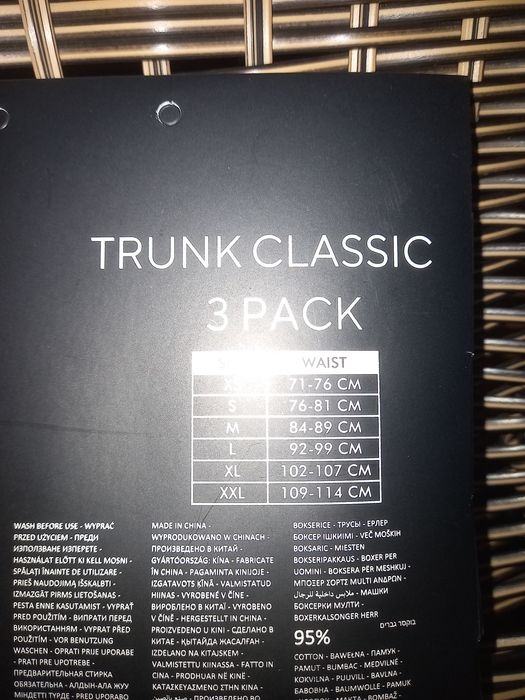 TRUNK CLASSIC
3 PACK
WAIST
XS 71-76 CM
S 76-81 CM
M 84-89 CM
L 92-99 CM
XL 102-107 CM
XXL 109-114 CM
WASH BEFORE USE - WYPRAĆ
PRZED UŻYCIEM - ПРЕДИ
ИЗПОЛЗВАНЕ ИЗПЕРЕТЕ -
HASZNÁLAT ELŐTT KI KELL MOSNI -
SPĂLAȚI ÎNAINTE DE UTILIZARE -
PRIEŠ NAUDOJIMĄ IŠSKALBTI -
IZMAZGĀT PIRMS LIETOŠANAS -
PESTA ENNE KASUTAMIST - VYPRAŤ
PRED POUŽITÍM - ВИПРАТИ ПЕРЕД
ВИКОРИСТАННЯМ - VYPRAT PŘED
POUŽITÍM - VOR BENUTZUNG
WASCHEN - OPRATI PRIJE UPORABE
- PRATI PRE UPOTREBE -
ПРЕДВАРИТЕЛЬНАЯ СТИРКА
ОБЯЗАТЕЛЬНА - АЛДЫН-АЛА ЖУУ
МІНДЕТТІ ТҮРДЕ - PRED UPORABO
MADE IN CHINA -
WYPRODUKOWANO W CHINACH -
ПРОИЗВЕДЕНО В КИТАЙ -
GYÁRTÓORSZÁG: KÍNA - FABRICATE
ÎN CHINA - PAGAMINTA KINIJOJE -
IZGATAVOTS ĶĪNĀ - VALMISTATUD
HIINAS - VYROBENÉ V ČÍNE -
ВИРОБЛЕНО В КИТАЇ - VYROBENO
V ČÍNĚ - HERGESTELLT IN CHINA -
PROIZVEDENO U KINI - СДЕЛАНО В
КИТАЕ - ҚЫТАЙДА ЖАСАЛҒАН -
IZDELANO NA KITAJSKEM -
VALMISTETTU KIINASSA - FATTO IN
CINA - PRODHUAR NË KINË -
ΚΑΤΑΣΚΕΥΑΖΕΤΑΙ ΣΤΗΝ ΚΙΝΑ -
BOKSERICE - ТРУСЫ - ЕРЛЕР
БОКСЕР ІШКИІМІ - VEČ MOŠKIH
BOKSARIC - MIESTEN
BOKSERIPAKKAUS - BOXER PER
UOMINI - BOKSERA PËR MESHKUJ -
ΜΠΟΞΕΡ ΣΟΡΤΣ MULTI ΑΝΔΡΩΝ -
ملابس داخلية للرجال - МАШКИ
БОКСЕРКИ МУЛТИ -
BOXERKALSONGER HERR
בוקסר גברים
95%
COTTON - BAWEŁNA - ПАМУК -
PAMUT - BUMBAC - MEDVILNĖ -
KOKVILNA - PUUVILL - BAVLNA -
БАВОВНА - BAUMWOLLE - PAMUK